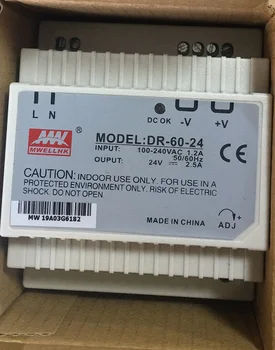 L N
DC OK -V +V
MW
MWELLHK
MODEL:DR-60-24
INPUT: 100-240VAC 1.2A
50/60Hz
OUPUT: 24V 2.5A
CAUTION: INDOOR USE ONLY. FOR USE IN A
PROTECTED ENVIRONMENT ONLY. RISK OF ELECTRIC
SHOCK. DO NOT OPEN
CE
MW 19A03G6182
MADE IN CHINA
ADJ